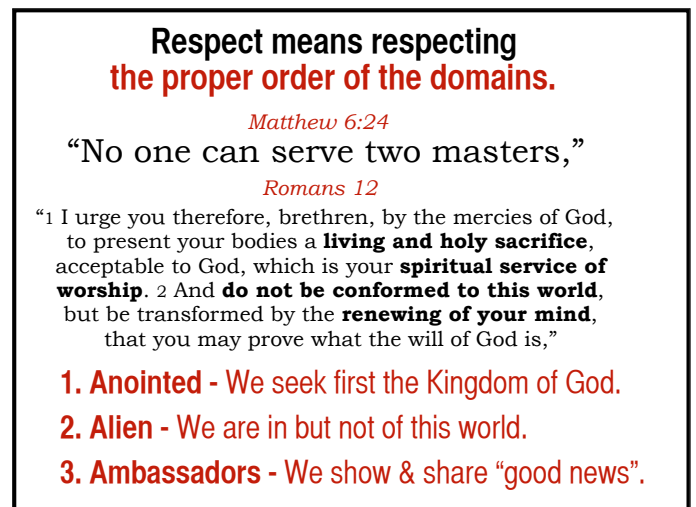 Respect means respecting
the proper order of the domains.
Matthew 6:24
“No one can serve two masters,”
Romans 12
“1 I urge you therefore, brethren, by the mercies of God,
to present your bodies a living and holy sacrifice,
acceptable to God, which is your spiritual service of
worship. 2 And do not be conformed to this world,
but be transformed by the renewing of your mind,
that you may prove what the will of God is,”
1. Anointed - We seek first the Kingdom of God.
2. Alien - We are in but not of this world.
3. Ambassadors - We show & share “good news”.